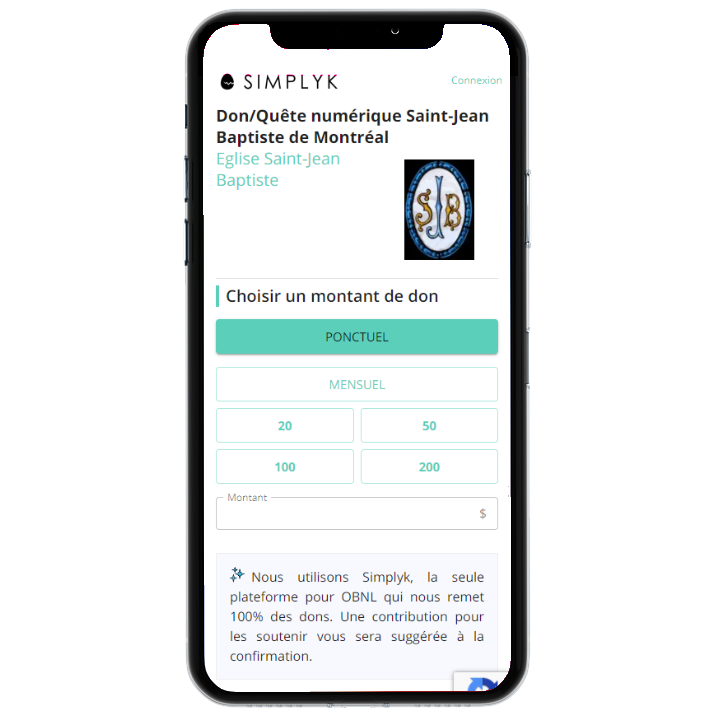 SIMPLYK
Connexion
Don/Quête numérique Saint-Jean
Baptiste de Montréal
Eglise Saint-Jean
Baptiste
SJB
Choisir un montant de don
PONCTUEL
MENSUEL
20
50
100
200
Montant
$
Nous utilisons Simplyk, la seule
plateforme pour OBNL qui nous remet
100% des dons. Une contribution pour
les soutenir vous sera suggérée à la
confirmation.